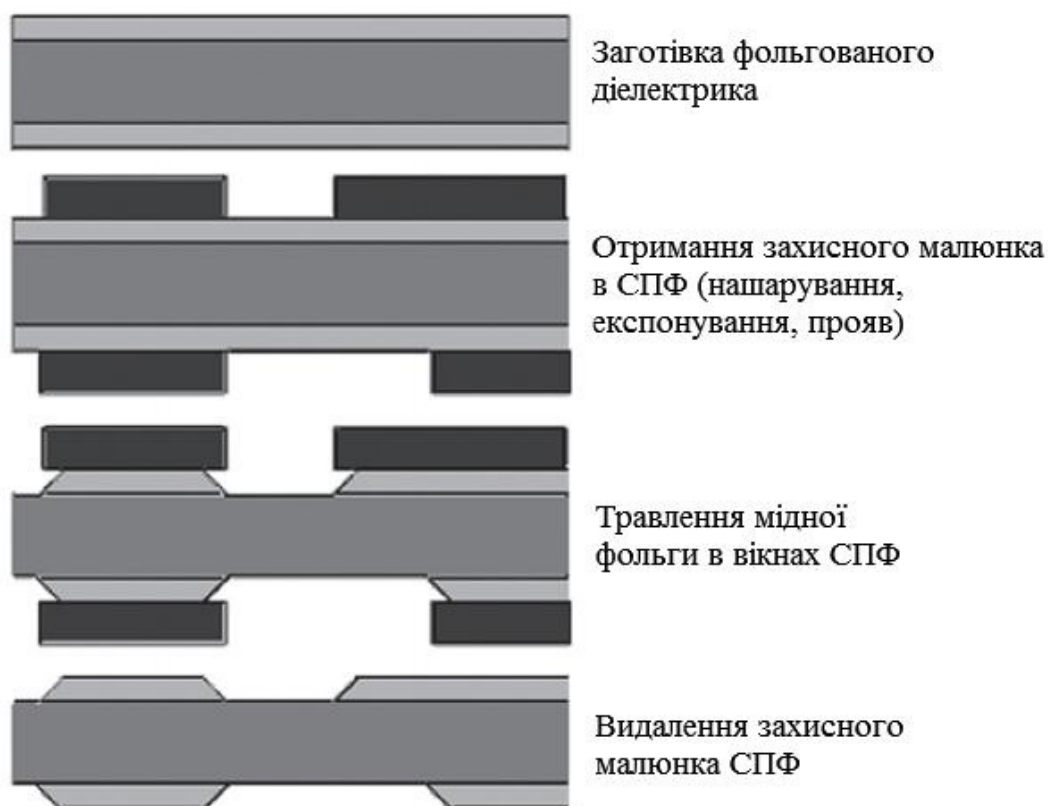 Заготівка фольгованого
діелектрика
Отримання захисного малюнка
в СПФ (нашарування,
експонування, прояв)
Травлення мідної
фольги в вікнах СПФ
Видалення захисного
малюнка СПФ